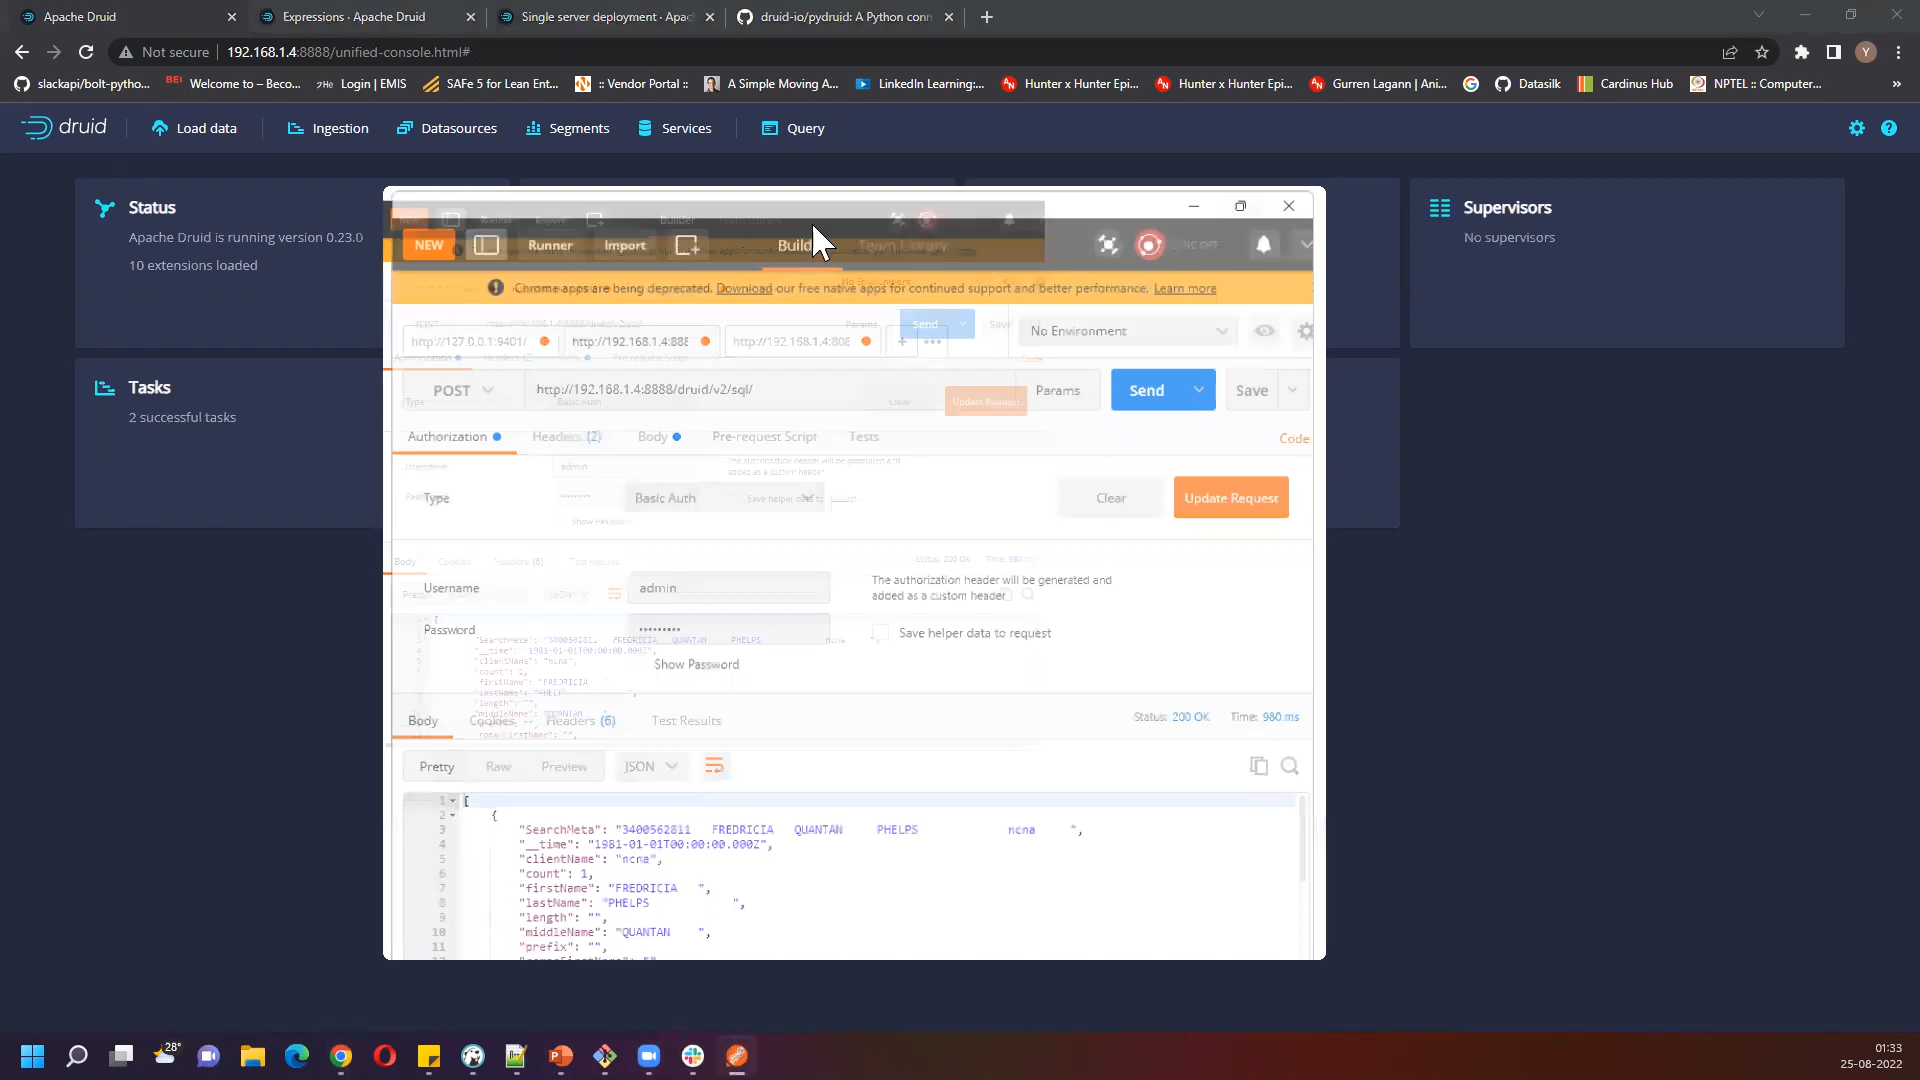 Apache Druid
Expressions · Apache Druid
Single server deployment · Apac
druid-io/pydruid: A Python conn
Not secure
192.168.1.4:8888/unified-console.html#
slackapi/bolt-pytho...
Welcome to – Beco...
Login | EMIS
SAFe 5 for Lean Ent...
:: Vendor Portal ::
A Simple Moving A...
LinkedIn Learning:...
Hunter x Hunter Epi...
Hunter x Hunter Epi...
Gurren Lagann | Ani...
Datasilk
Cardinus Hub
NPTEL :: Computer...
druid
Load data
Ingestion
Datasources
Segments
Services
Query
Status
Apache Druid is running version 0.23.0
10 extensions loaded
Supervisors
No supervisors
Tasks
2 successful tasks
NEW
Runner
Import
Build
Team Library
SYNC OFF
Chrome apps are being deprecated. Download our free native apps for continued support and better performance. Learn more
http://127.0.0.1:9401/
http://192.168.1.4:888
http://192.168.1.4:808
No Environment
POST
http://192.168.1.4:8888/druid/v2/sql/
Params
Send
Save
Authorization
Headers (2)
Body
Pre-request Script
Tests
Code
Type
Basic Auth
Clear
Update Request
Username
admin
The authorization header will be generated and
added as a custom header
Password
Save helper data to request
Show Password
Body
Cookies
Headers (6)
Test Results
Status: 200 OK
Time: 980 ms
Pretty
Raw
Preview
JSON
1 [
2 {
3 "SearchMeta": "3400562811 FREDRICIA QUANTAN PHELPS ncna ",
4 "__time": "1981-01-01T00:00:00.000Z",
5 "clientName": "ncna",
6 "count": 1,
7 "firstName": "FREDRICIA ",
8 "lastName": "PHELPS ",
9 "length": "",
10 "middleName": "QUANTAN ",
11 "prefix": "",
28°
01:33
25-08-2022